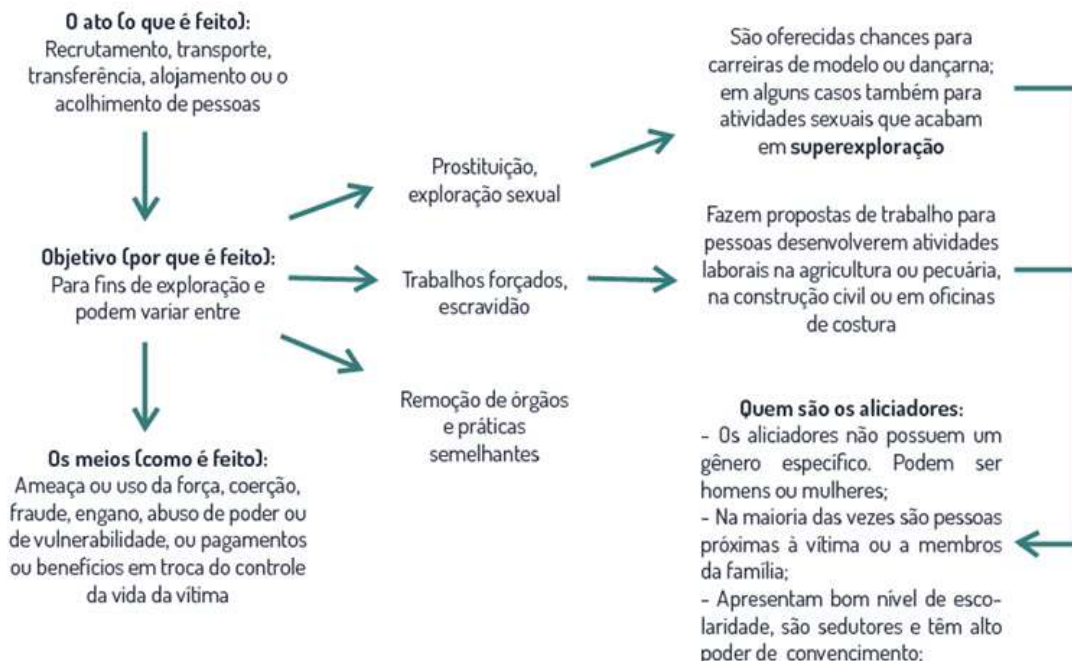 O ato (o que é feito):
Recrutamento, transporte,
transferência, alojamento ou o
acolhimento de pessoas
Objetivo (por que é feito):
Para fins de exploração e
podem variar entre
Os meios (como é feito):
Ameaça ou uso da força, coerção,
fraude, engano, abuso de poder ou
de vulnerabilidade, ou pagamentos
ou benefícios em troca do controle
da vida da vítima
Prostituição,
exploração sexual
Trabalhos forçados,
escravidão
Remoção de órgãos
e práticas
semelhantes
São oferecidas chances para
carreiras de modelo ou dançarna;
em alguns casos também para
atividades sexuais que acabam
em superexploração
Fazem propostas de trabalho para
pessoas desenvolverem atividades
laborais na agricultura ou pecuária,
na construção civil ou em oficinas
de costura
Quem são os aliciadores:
- Os aliciadores não possuem um
gênero específico. Podem ser
homens ou mulheres;
- Na maioria das vezes são pessoas
próximas à vítima ou a membros
da família;
- Apresentam bom nível de esco-
laridade, são sedutores e têm alto
poder de convencimento;